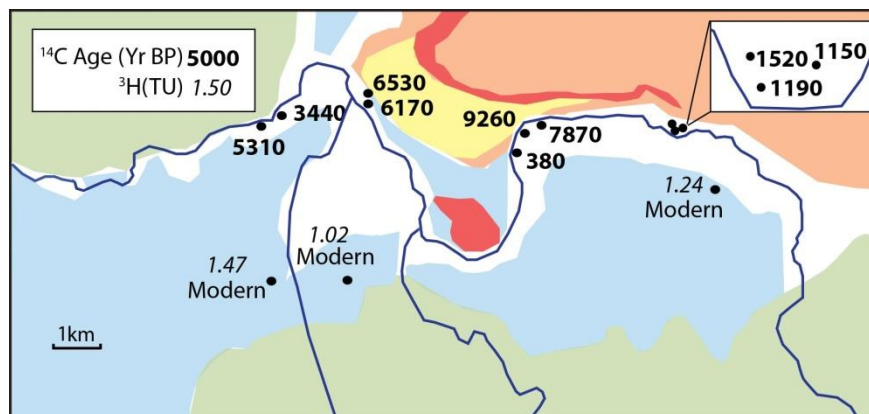 ¹⁴C Age (Yr BP) 5000
³H(TU) 1.50
1520
1150
1190
6530
6170
3440
5310
9260
7870
380
1.24
Modern
1.02
Modern
1.47
Modern
1km